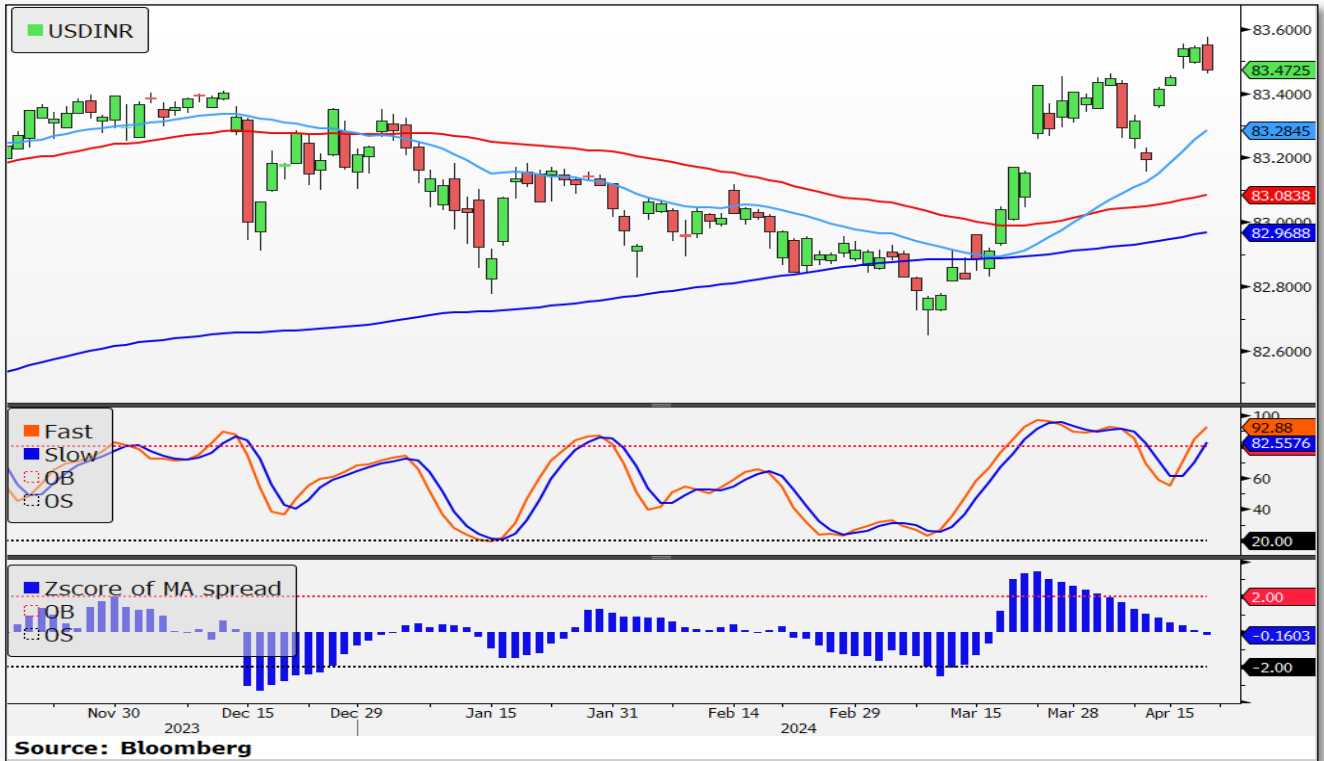 USDINR
83.6000
83.4725
83.4000
83.2845
83.2000
83.0838
83.0000
82.9688
82.8000
82.6000
Fast
Slow
OB
OS
100
92.88
82.5576
60
40
20.00
Zscore of MA spread
OB
OS
2.00
-0.1603
-2.00
Nov 30 Dec 15 Dec 29 Jan 15 Jan 31 Feb 14 Feb 29 Mar 15 Mar 28 Apr 15
2023 2024
Source: Bloomberg